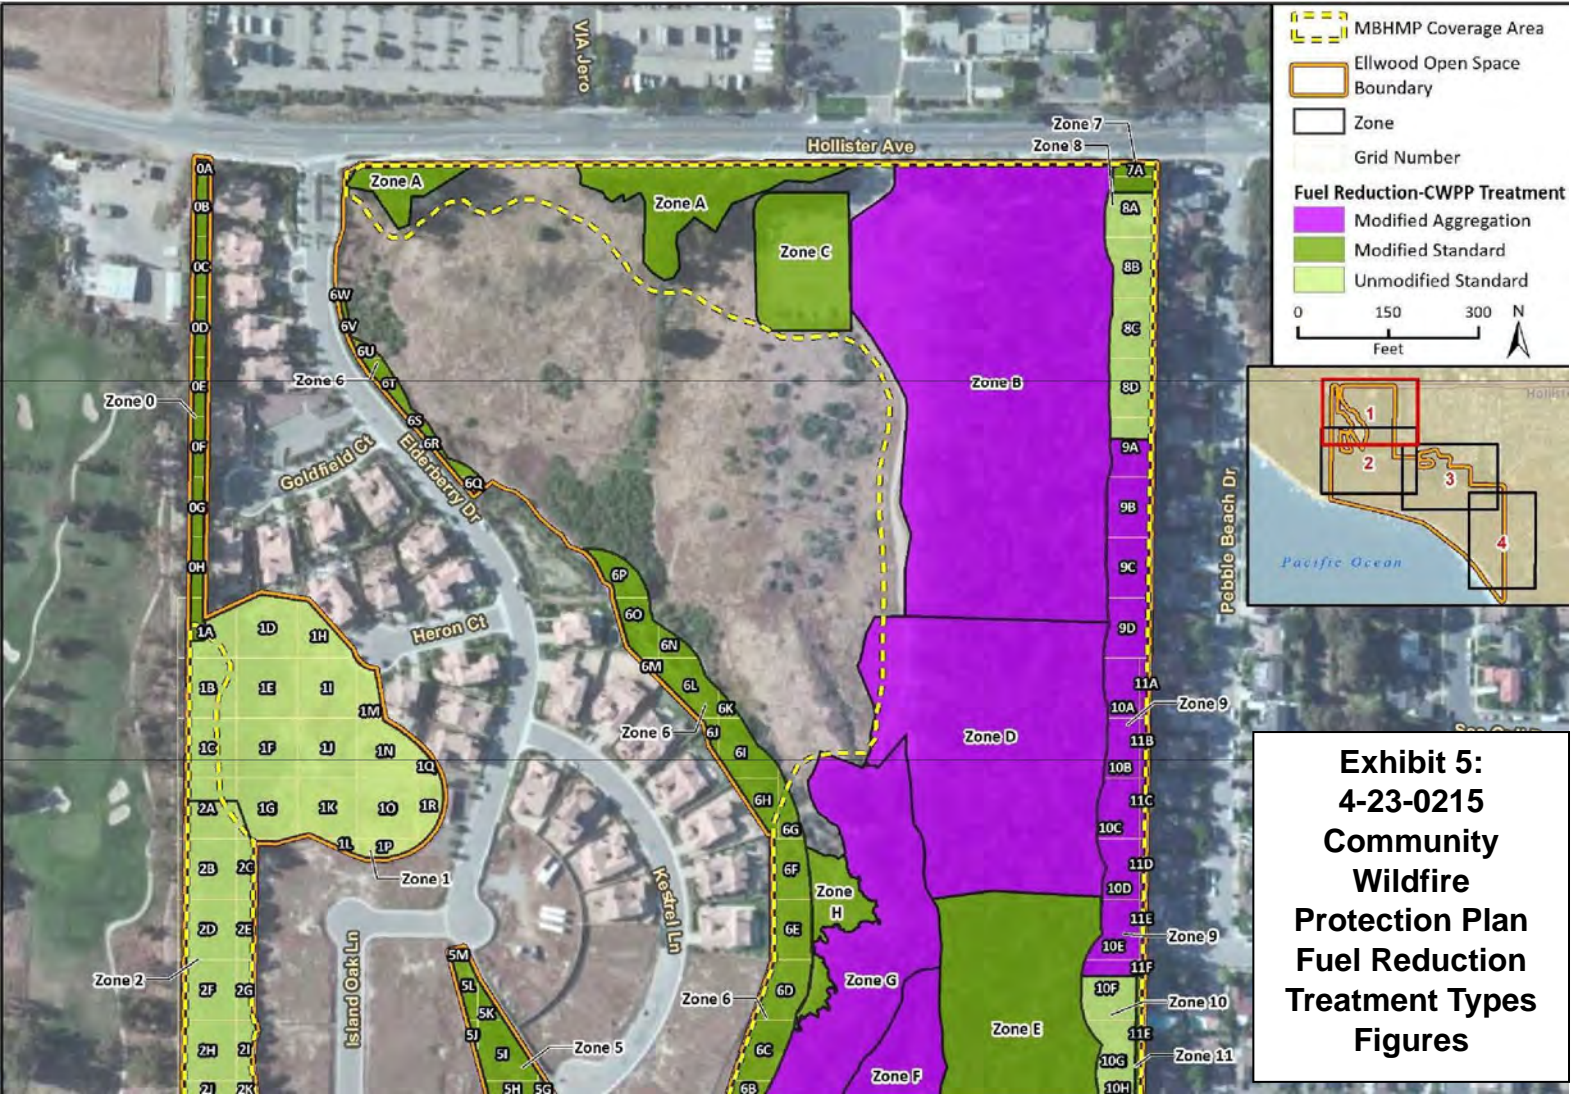 MBHMP Coverage Area
Ellwood Open Space
Boundary
Zone
Grid Number
Fuel Reduction-CWPP Treatment
Modified Aggregation
Modified Standard
Unmodified Standard
0 150 300
Feet
N
VIA Jero
Hollister Ave
Zone 7
Zone 8
7A
8A
8B
8C
8D
9A
9B
9C
9D
0A
0B
0C
0D
0E
0F
0G
0H
Zone 0
Zone A
Zone A
Zone C
Zone B
6W
6V
6U
6T
6S
6R
6Q
Zone 6
Goldfield Ct
Elderberry Dr
Heron Ct
Pebble Beach Dr
1
2
3
4
Pacific Ocean
1A
1B
1C
1D
1E
1F
1G
1H
1I
1J
1K
1L
1M
1N
1O
1P
1Q
1R
Zone 1
6P
6O
6N
6M
6L
6K
6J
6I
6H
6G
6F
6E
6D
6C
6B
Zone 6
Zone 6
Zone D
11A
10A
Zone 9
11B
10B
11C
10C
11D
10D
11E
10E
Zone 9
11F
10F
Zone 10
11E
10G
Zone 11
10H
2A
2B
2C
2D
2E
2F
2G
2H
2I
2J
2K
Zone 2
Island Oak Ln
Kestrel Ln
5M
5L
5K
5J
5I
5H
5G
Zone 5
Zone
H
Zone G
Zone E
Zone F
Exhibit 5:
4-23-0215
Community
Wildfire
Protection Plan
Fuel Reduction
Treatment Types
Figures